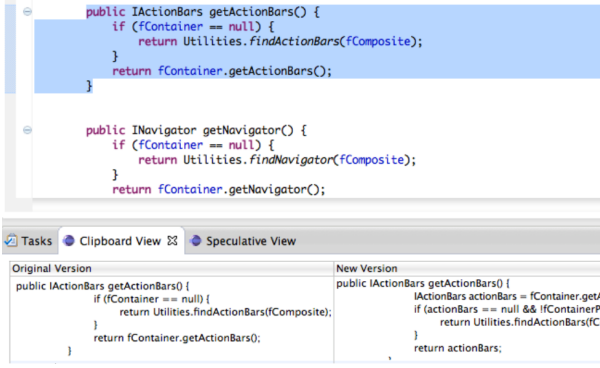 public IActionBars getActionBars() {
if (fContainer == null) {
return Utilities.findActionBars(fComposite);
}
return fContainer.getActionBars();
}
public INavigator getNavigator() {
if (fContainer == null) {
return Utilities.findNavigator(fComposite);
}
return fContainer.getNavigator();
Tasks Clipboard View Speculative View
Original Version
public IActionBars getActionBars() {
if (fContainer == null) {
return Utilities.findActionBars(fComposite);
}
return fContainer.getActionBars();
}
New Version
public IActionBars getActionBars() {
IActionBars actionBars = fContainer.getA
if (actionBars == null && !fContainerP
return Utilities.findActionBars(fC
}
return actionBars;